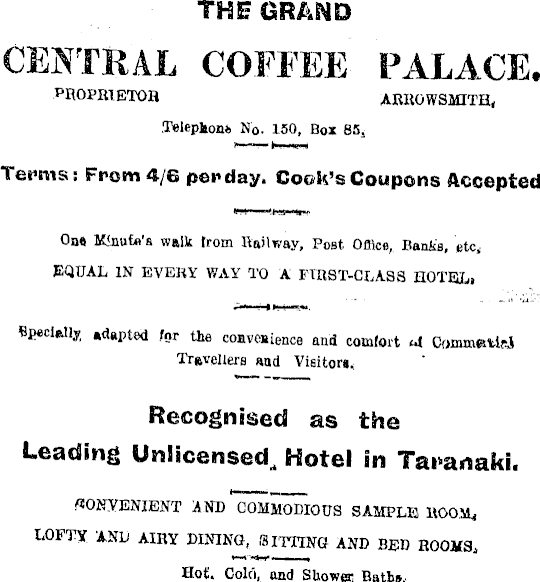 THE GRAND
CENTRAL COFFEE PALACE.
PROPRIETOR ARROWSMITH,
Telephone No. 150, Box 85,
Terms: From 4/6 per day. Cook's Coupons Accepted
One Minute's walk from Railway, Post Office, Banks, etc,
EQUAL IN EVERY WAY TO A FIRST-CLASS HOTEL,
Specially adapted for the convenience and comfort of Commercial
Travellers and Visitors.
Recognised as the
Leading Unlicensed Hotel in Taranaki.
CONVENIENT AND COMMODIOUS SAMPLE ROOM,
LOFTY AND AIRY DINING, SITTING AND BED ROOMS,
Hot, Cold, and Shower Baths.